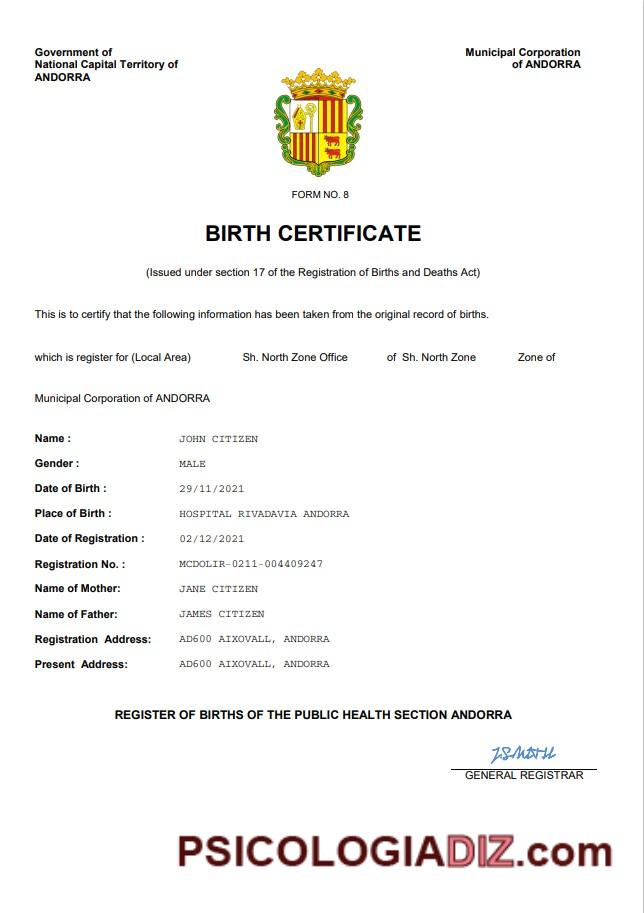 Government of
National Capital Territory of
ANDORRA
Municipal Corporation
of ANDORRA
FORM NO. 8
BIRTH CERTIFICATE
(Issued under section 17 of the Registration of Births and Deaths Act)
This is to certify that the following information has been taken from the original record of births.
which is register for (Local Area) Sh. North Zone Office of Sh. North Zone Zone of
Municipal Corporation of ANDORRA
Name : JOHN CITIZEN
Gender : MALE
Date of Birth : 29/11/2021
Place of Birth : HOSPITAL RIVADAVIA ANDORRA
Date of Registration : 02/12/2021
Registration No. : MCDOLIR-0211-004409247
Name of Mother: JANE CITIZEN
Name of Father: JAMES CITIZEN
Registration Address: AD600 AIXOVALL, ANDORRA
Present Address: AD600 AIXOVALL, ANDORRA
REGISTER OF BIRTHS OF THE PUBLIC HEALTH SECTION ANDORRA
GENERAL REGISTRAR
PSICOLOGIADIZ.com